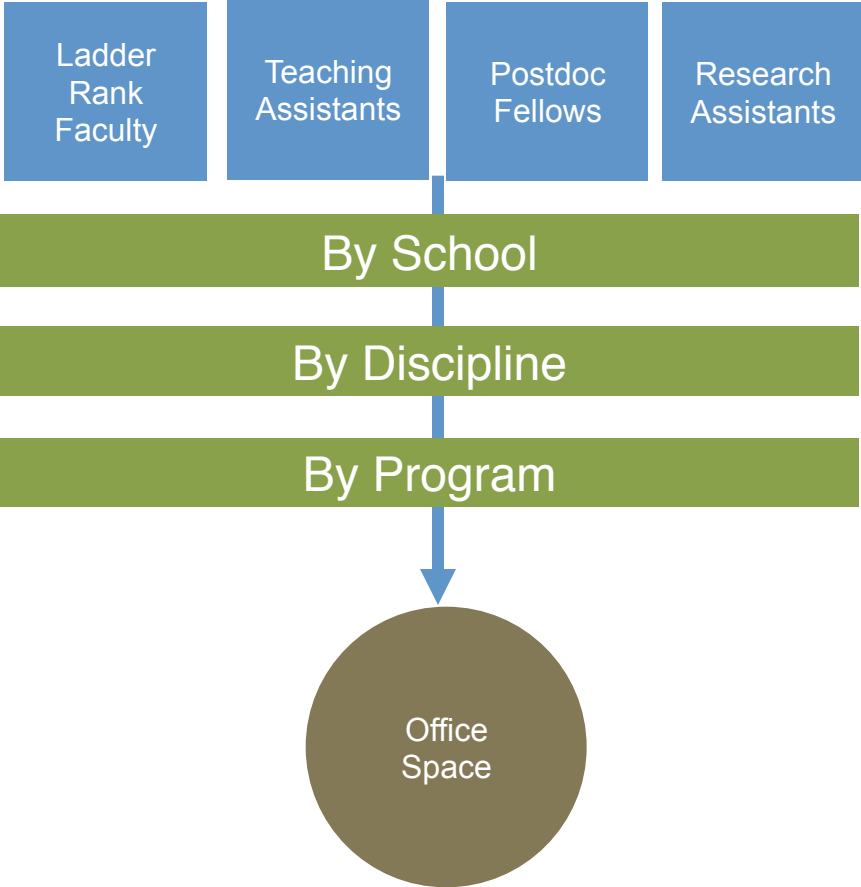 Ladder
Rank
Faculty
Teaching
Assistants
Postdoc
Fellows
Research
Assistants
By School
By Discipline
By Program
Office
Space